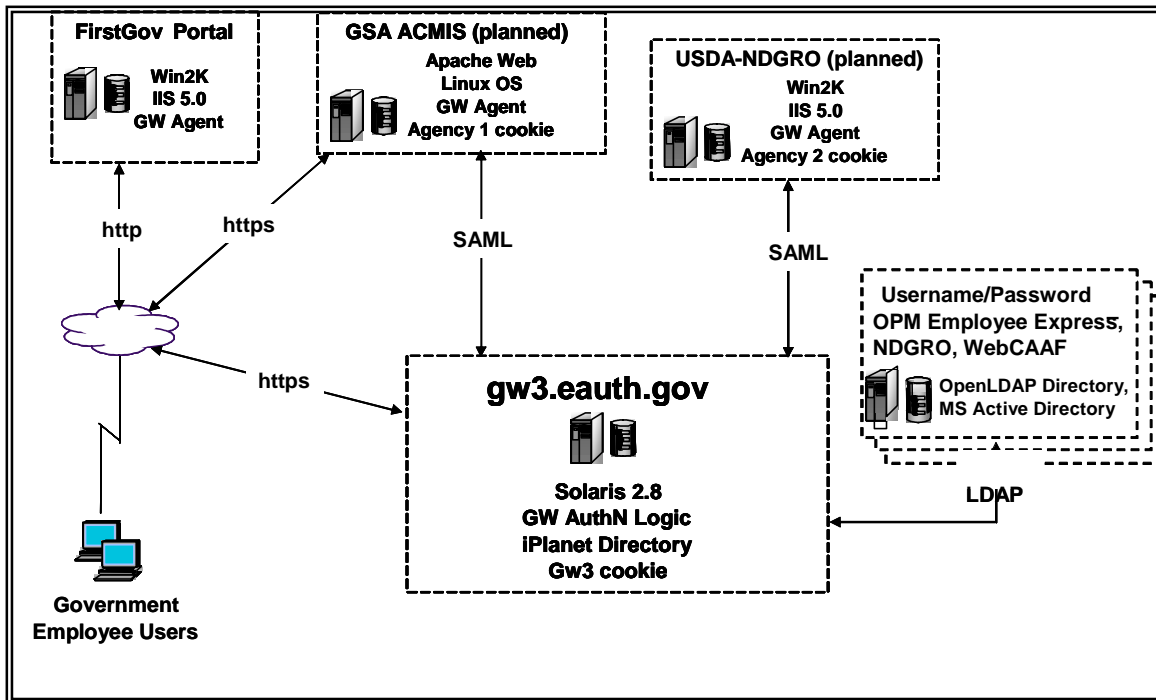 FirstGov Portal
Win2K
IIS 5.0
GW Agent
GSA ACMIS (planned)
Apache Web
Linux OS
GW Agent
Agency 1 cookie
USDA-NDGRO (planned)
Win2K
IIS 5.0
GW Agent
Agency 2 cookie
http
https
SAML
SAML
https
Username/Password
OPM Employee Express,
NDGRO, WebCAAF
OpenLDAP Directory,
MS Active Directory
LDAP
gw3.eauth.gov
Solaris 2.8
GW AuthN Logic
iPlanet Directory
Gw3 cookie
Government
Employee Users